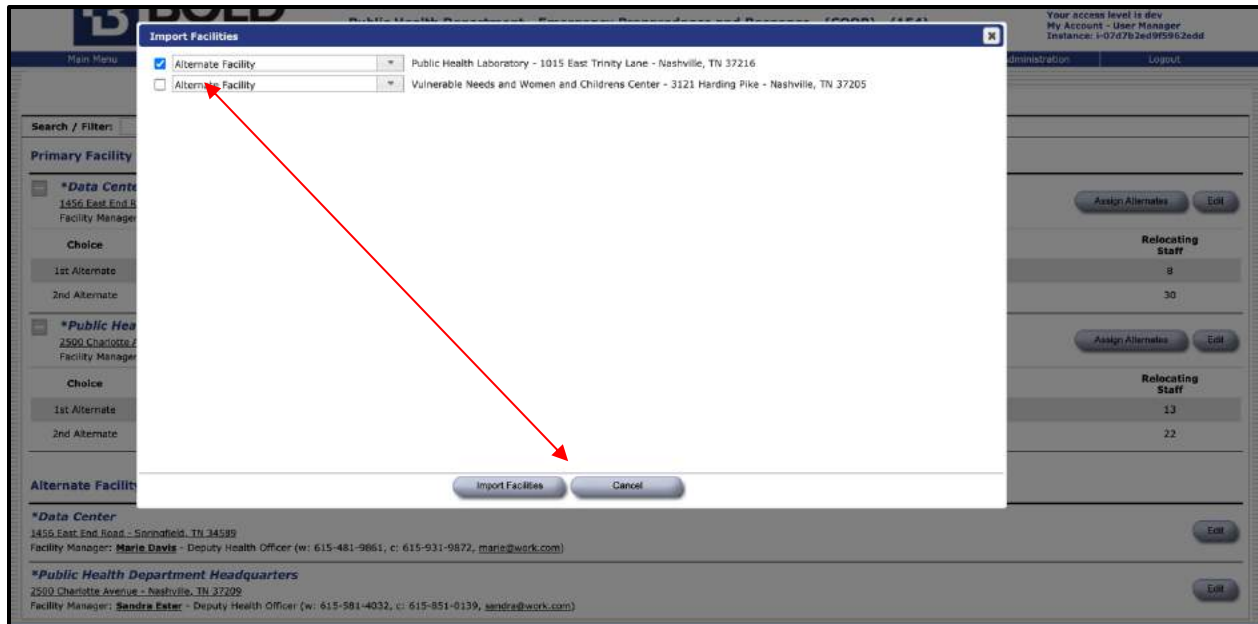 BOLD
Public Health Department - Emergency Preparedness and Response (COOP) (154)
Your access level is dev
My Account - User Manager
Instance: i-07d7b2ed9f5962edd
Main Menu
Administration Logout
Import Facilities
Alternate Facility Public Health Laboratory - 1015 East Trinity Lane - Nashville, TN 37216
Alternate Facility Vulnerable Needs and Women and Childrens Center - 3121 Harding Pike - Nashville, TN 37205
Search / Filter:
Primary Facility
*Data Cente
1456 East End R
Assign Alternates Edit
Facility Manager
Choice Relocating
Staff
1st Alternate 8
2nd Alternate 30
*Public Hea
2500 Charlotte A
Assign Alternates Edit
Facility Manager
Choice Relocating
Staff
1st Alternate 13
2nd Alternate 22
Import Facilities Cancel
Alternate Facilit
*Data Center
1456 East End Road - Springfield, TN 34589
Edit
Facility Manager: Marie Davis - Deputy Health Officer (w: 615-481-9861, c: 615-931-9872, marie@work.com)
*Public Health Department Headquarters
2500 Charlotte Avenue - Nashville, TN 37209
Edit
Facility Manager: Sandra Ester - Deputy Health Officer (w: 615-581-4032, c: 615-851-0139, sandra@work.com)